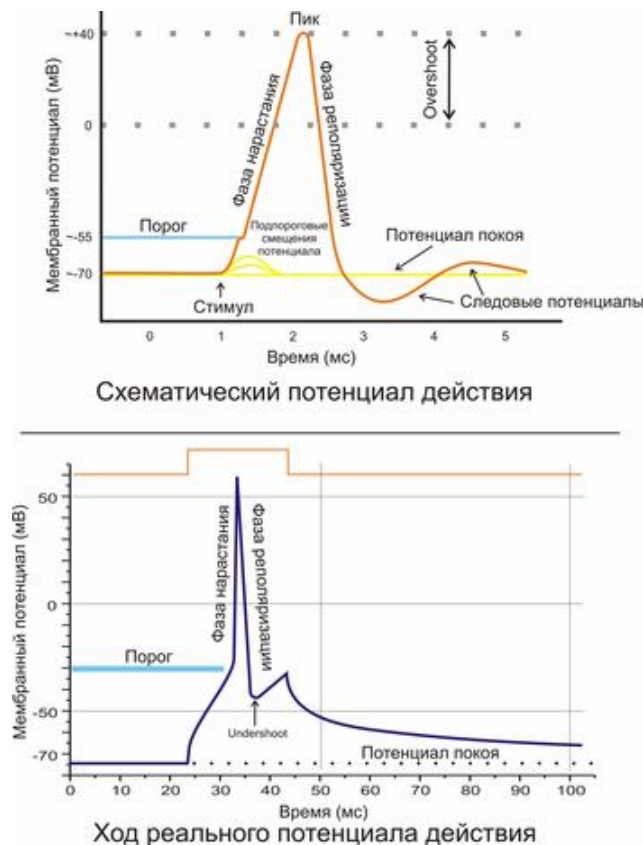 Пик
~+40
Overshoot
Мембранный потенциал (мВ)
Фаза нарастания
Фаза реполяризации
0
Порог
Подпороговые
смещения
потенциала
~-55
Потенциал покоя
~-70
Стимул
Следовые потенциалы
0 1 2 3 4 5
Время (мс)
Схематический потенциал действия
Мембранный потенциал (мВ)
50
Фаза нарастания
Фаза реполяризации
0
Порог
-50
Undershoot
-70
Потенциал покоя
0 10 20 30 40 50 60 70 80 90 100
Время (мс)
Ход реального потенциала действия